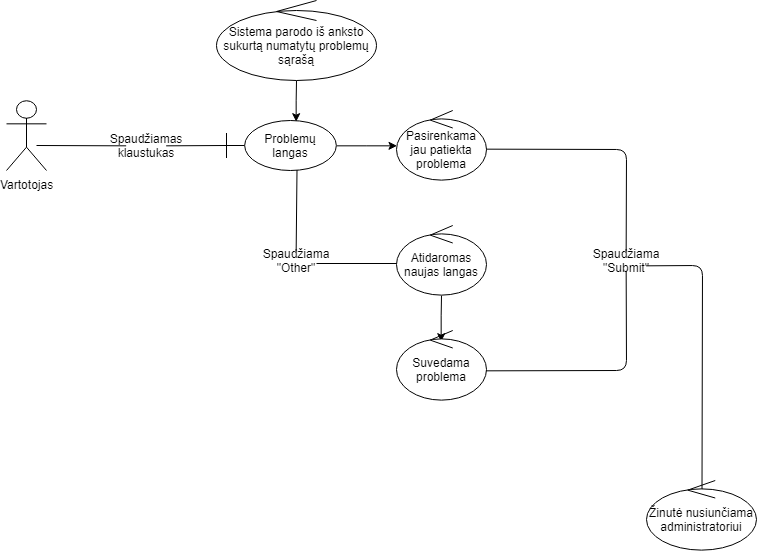 Sistema parodo iš anksto
sukurtą numatytų problemų
sąrašą
Spaudžiamas
klaustukas
Problemų
langas
Pasirenkama
jau patiekta
problema
Vartotojas
Spaudžiama
"Other"
Atidaromas
naujas langas
Spaudžiama
"Submit"
Suvedama
problema
Žinutė nusiunčiama
administratoriui